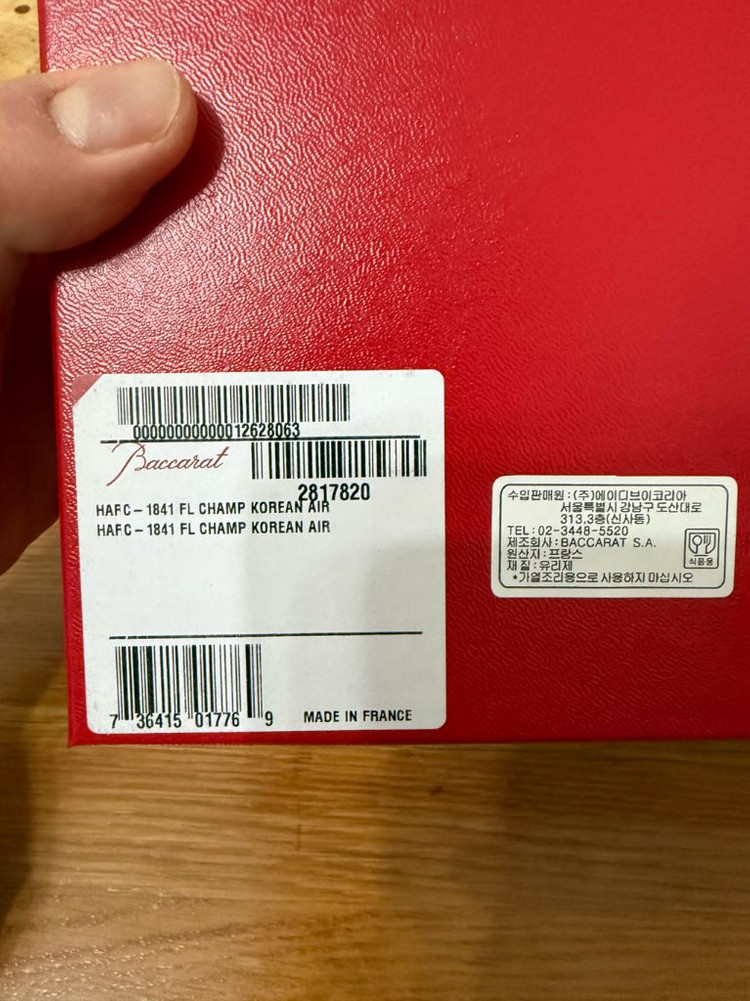 00000000000012628063
Baccarat
2817820
HARC - 1841 FL CHAMP KOREAN AIR
HARC - 1841 FL CHAMP KOREAN AIR
7 36415 01776 9
MADE IN FRANCE
수입판매원 : (주)에이디브이코리아
서울특별시 강남구 도산대로
313,3층(신사동)
TEL : 02-3448-5520
제조회사 : BACCARAT S.A.
원산지 : 프랑스
재 질 : 유리제
*가열조리용으로 사용하지 마십시오
식품용